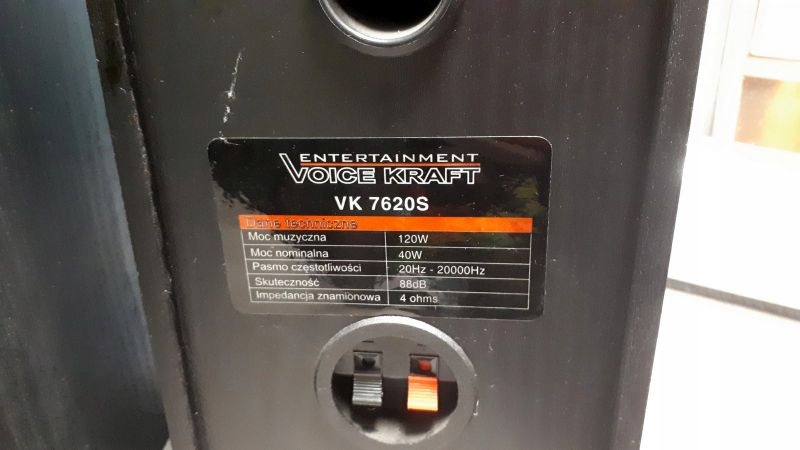 ENTERTAINMENT
VOICE KRAFT
VK 7620S
Dane techniczne
Moc muzyczna 120W
Moc nominalna 40W
Pasmo częstotliwości 20Hz - 20000Hz
Skuteczność 88dB
Impedancja znamionowa 4 ohms